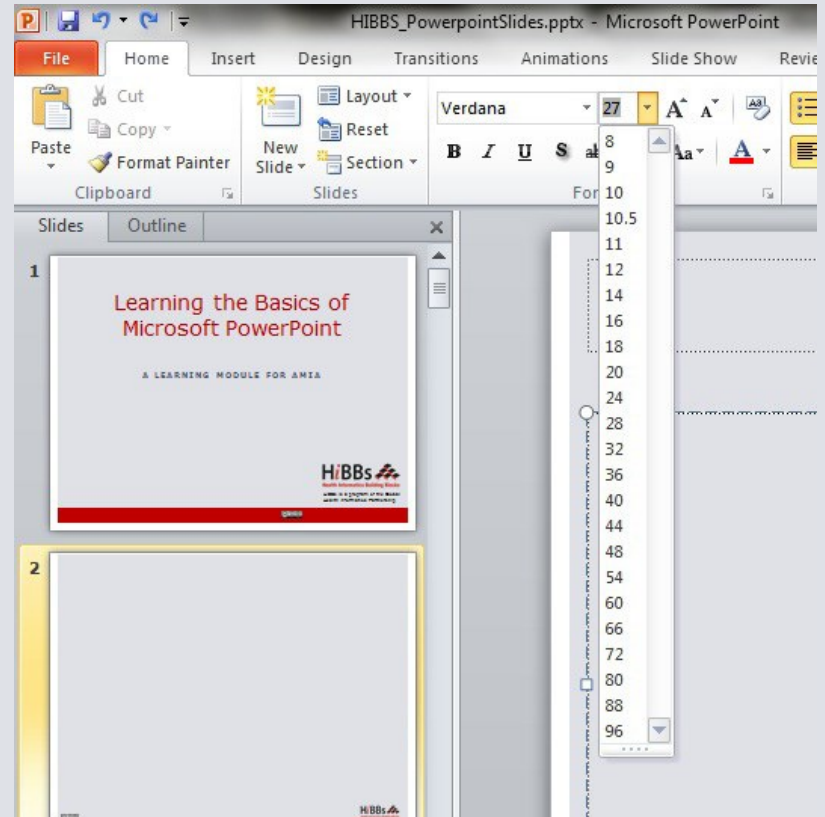 HIBBS_PowerpointSlides.pptx - Microsoft PowerPoint
File Home Insert Design Transitions Animations Slide Show Revie
Cut
Copy
Format Painter
Paste
Clipboard
New
Slide
Layout
Reset
Section
Slides
Verdana 27
B I U S
Aa A
For
Slides Outline
1
Learning the Basics of
Microsoft PowerPoint
A LEARNING MODULE FOR AMIA
HiBBs
Health Informatics Building Blocks
2
HiBBs
8
9
10
10.5
11
12
14
16
18
20
24
28
32
36
40
44
48
54
60
66
72
80
88
96